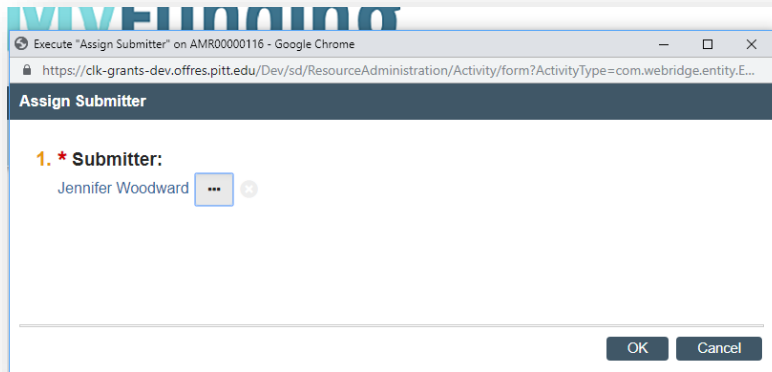 MyFunding
Execute "Assign Submitter" on AMR00000116 - Google Chrome
https://clk-grants-dev.offres.pitt.edu/Dev/sd/ResourceAdministration/Activity/form?ActivityType=com.webridge.entity.E...
Assign Submitter
1. * Submitter:
Jennifer Woodward ...
OK Cancel